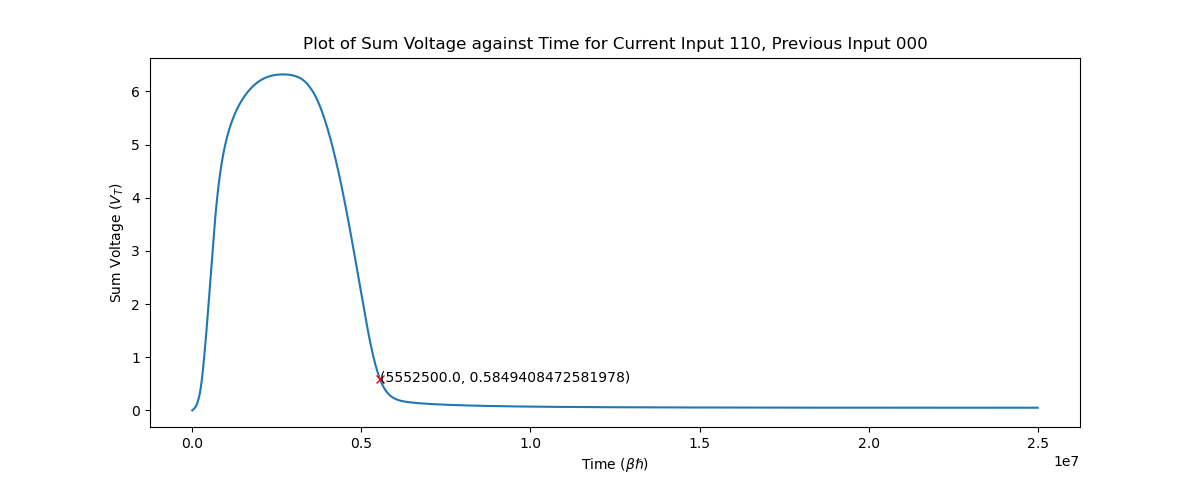 Plot of Sum Voltage against Time for Current Input 110, Previous Input 000
Sum Voltage (V_T)
6
5
4
3
2
1
0
(5552500.0, 0.5849408472581978)
0.0 0.5 1.0 1.5 2.0 2.5
1e7
Time (βℏ)